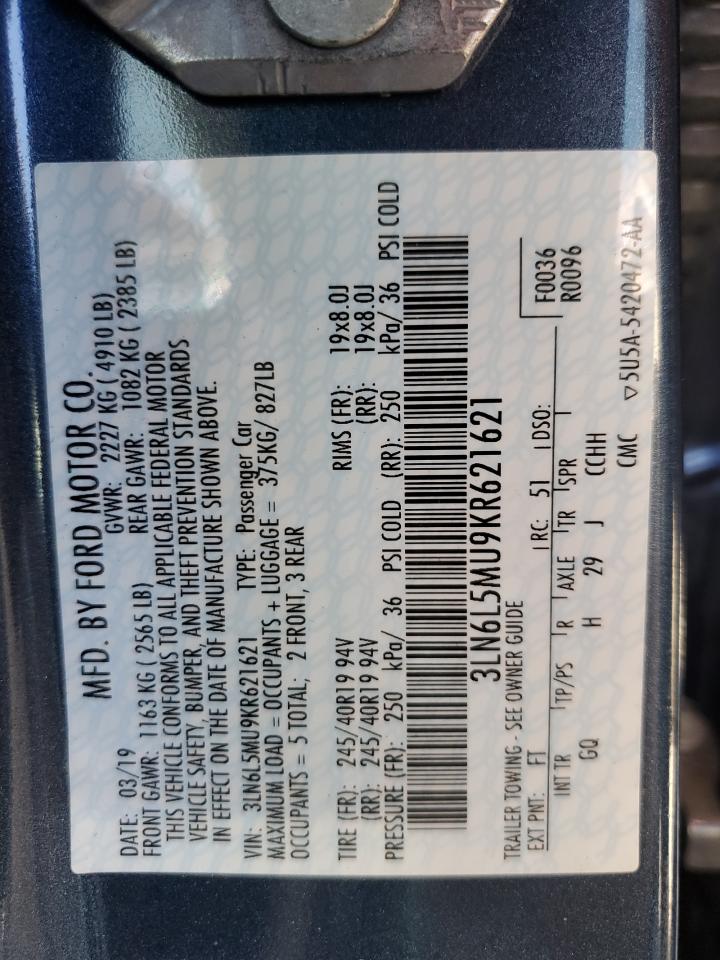 MFD. BY FORD MOTOR CO.
DATE: 03/19 GVWR: 2227 KG ( 4910 LB)
FRONT GAWR: 1163 KG ( 2565 LB) REAR GAWR: 1082 KG ( 2385 LB)
THIS VEHICLE CONFORMS TO ALL APPLICABLE FEDERAL MOTOR
VEHICLE SAFETY, BUMPER, AND THEFT PREVENTION STANDARDS
IN EFFECT ON THE DATE OF MANUFACTURE SHOWN ABOVE.
VIN: 3LN6L5MU9KR621621 TYPE: Passenger Car
MAXIMUM LOAD = OCCUPANTS + LUGGAGE = 375KG/ 827LB
OCCUPANTS = 5 TOTAL; 2 FRONT, 3 REAR
TIRE (FR): 245/40R19 94V RIMS (FR): 19x8.0J
(RR): 245/40R19 94V (RR): 19x8.0J
PRESSURE (FR): 250 kPa/ 36 PSI COLD (RR): 250 kPa/ 36 PSI COLD
3LN6L5MU9KR621621
TRAILER TOWING - SEE OWNER GUIDE
EXT PNT: FT RC: 51 DSO: F0036
R0096
INT TR TP/PS R AXLE TR SPR
GQ H 29 J CCHH
CMC ▽5U5A-5420472-AA